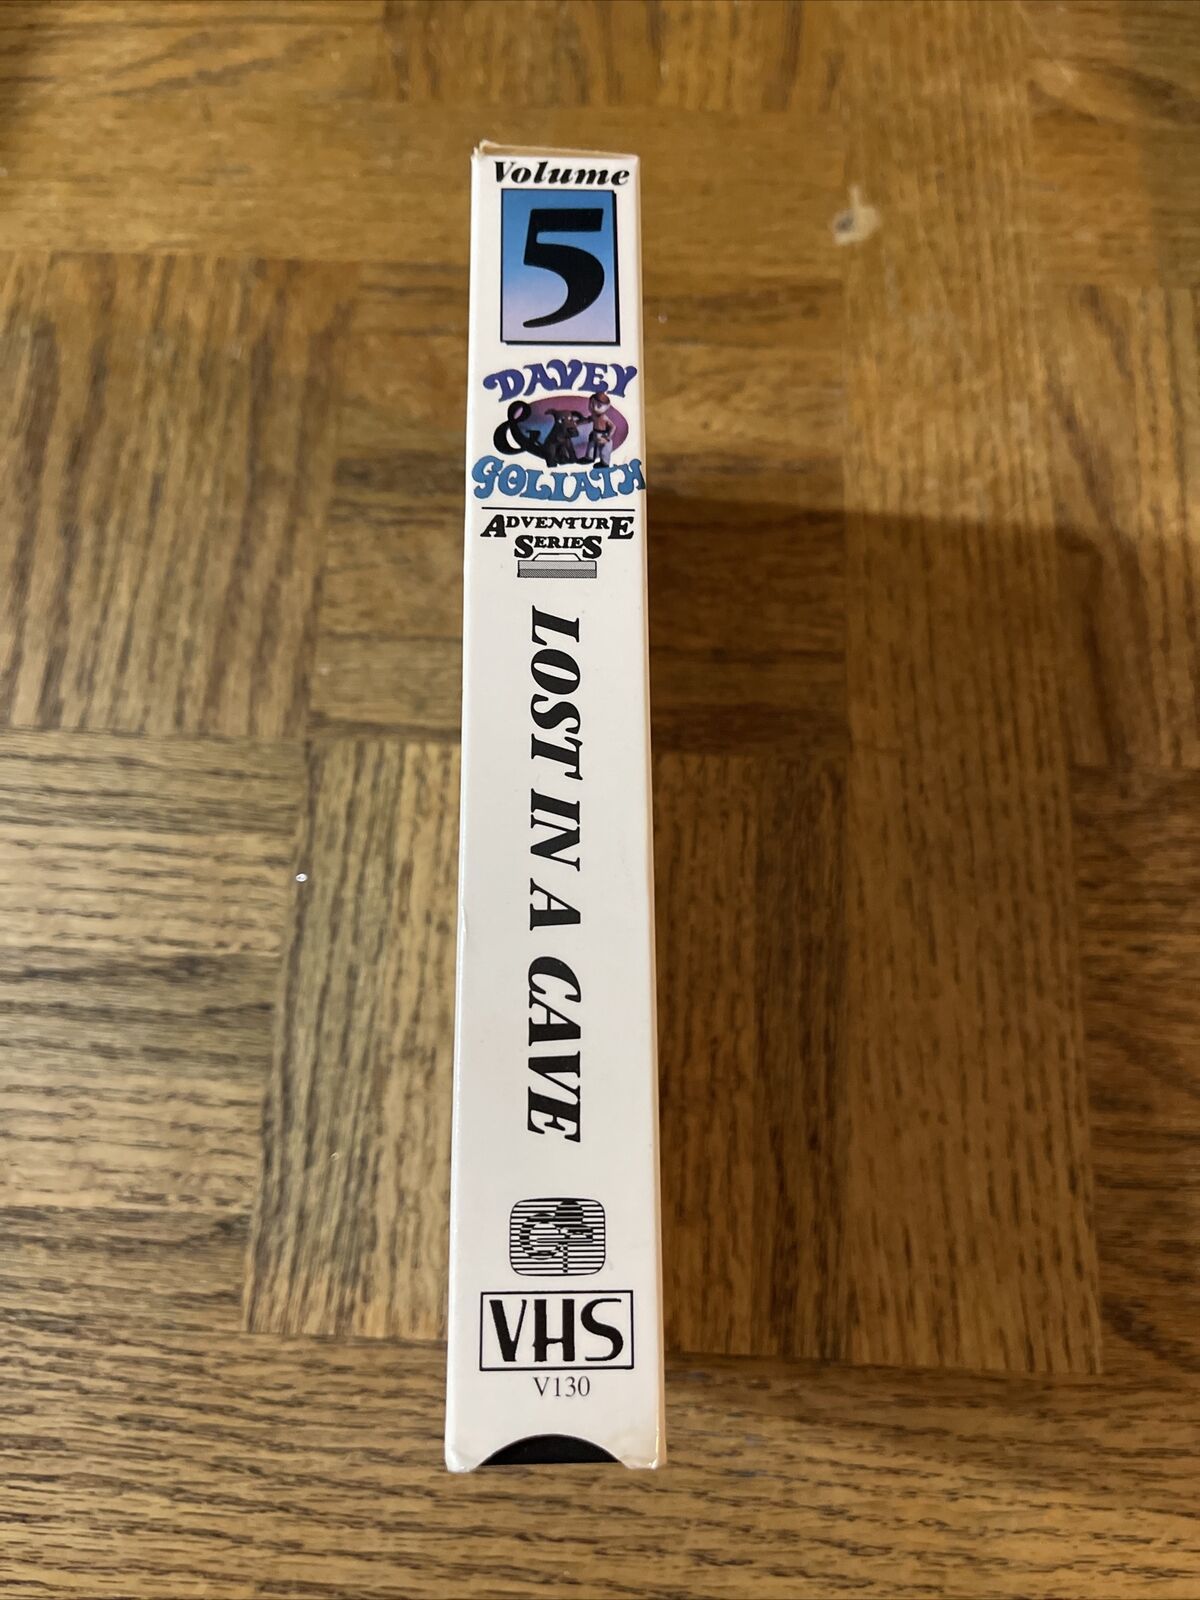 Volume
5
DAVEY
&
GOLIATH
ADVENTURE
SERIES
LOST IN A CAVE
VHS
V130